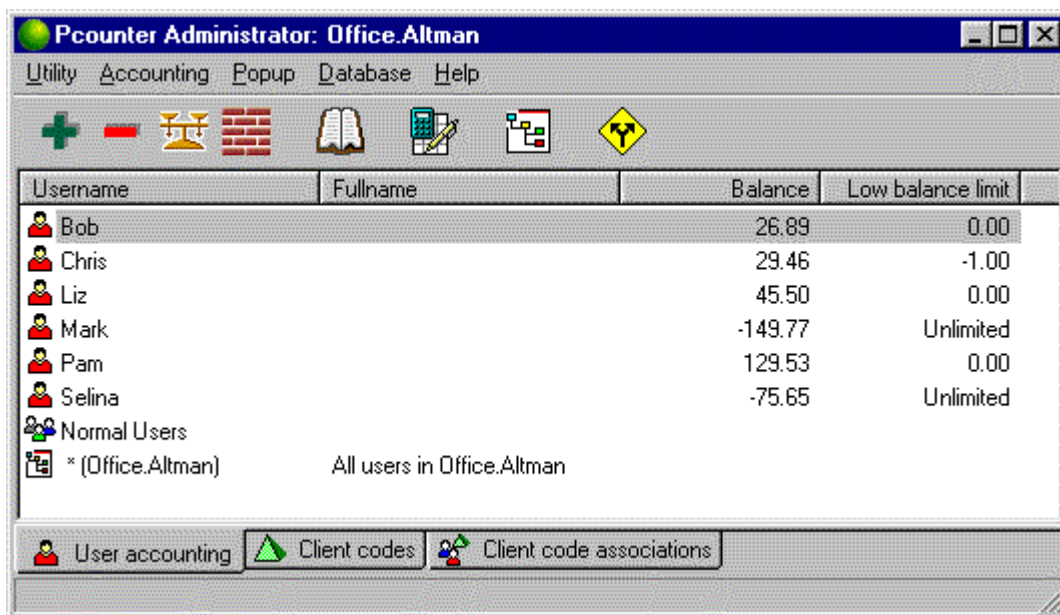 Pcounter Administrator: Office.Altman
Utility Accounting Popup Database Help
Username Fullname Balance Low balance limit
Bob 26.89 0.00
Chris 29.46 -1.00
Liz 45.50 0.00
Mark -149.77 Unlimited
Pam 129.53 0.00
Selina -75.65 Unlimited
Normal Users
* (Office.Altman) All users in Office.Altman
User accounting Client codes Client code associations